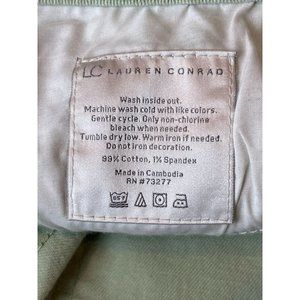 LC LAUREN CONRAD
Wash inside out.
Machine wash cold with like colors.
Gentle cycle. Only non-chlorine
bleach when needed.
Tumble dry low. Warm iron if needed.
Do not iron decoration.
99% Cotton, 1% Spandex
Made in Cambodia
RN #73277